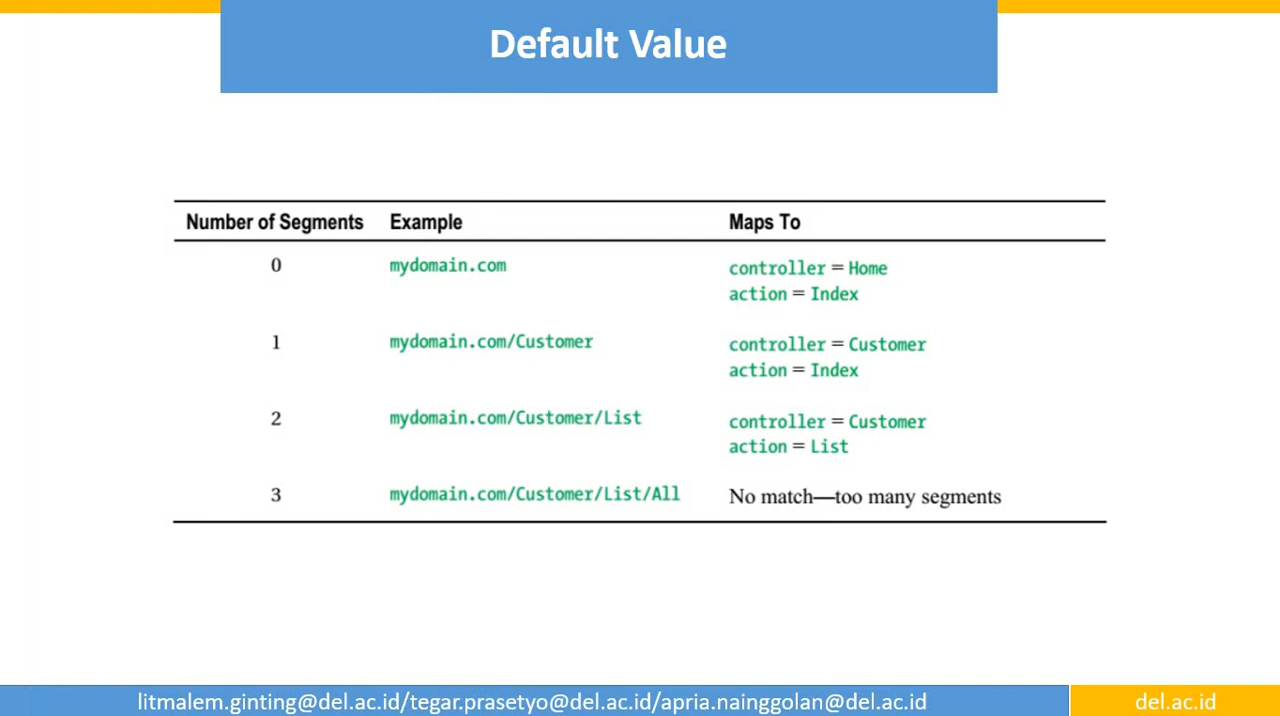 Default Value
Number of Segments Example Maps To
0 mydomain.com controller = Home
action = Index
1 mydomain.com/Customer controller = Customer
action = Index
2 mydomain.com/Customer/List controller = Customer
action = List
3 mydomain.com/Customer/List/All No match—too many segments
litmalem.ginting@del.ac.id/tegar.prasetyo@del.ac.id/apria.nainggolan@del.ac.id del.ac.id